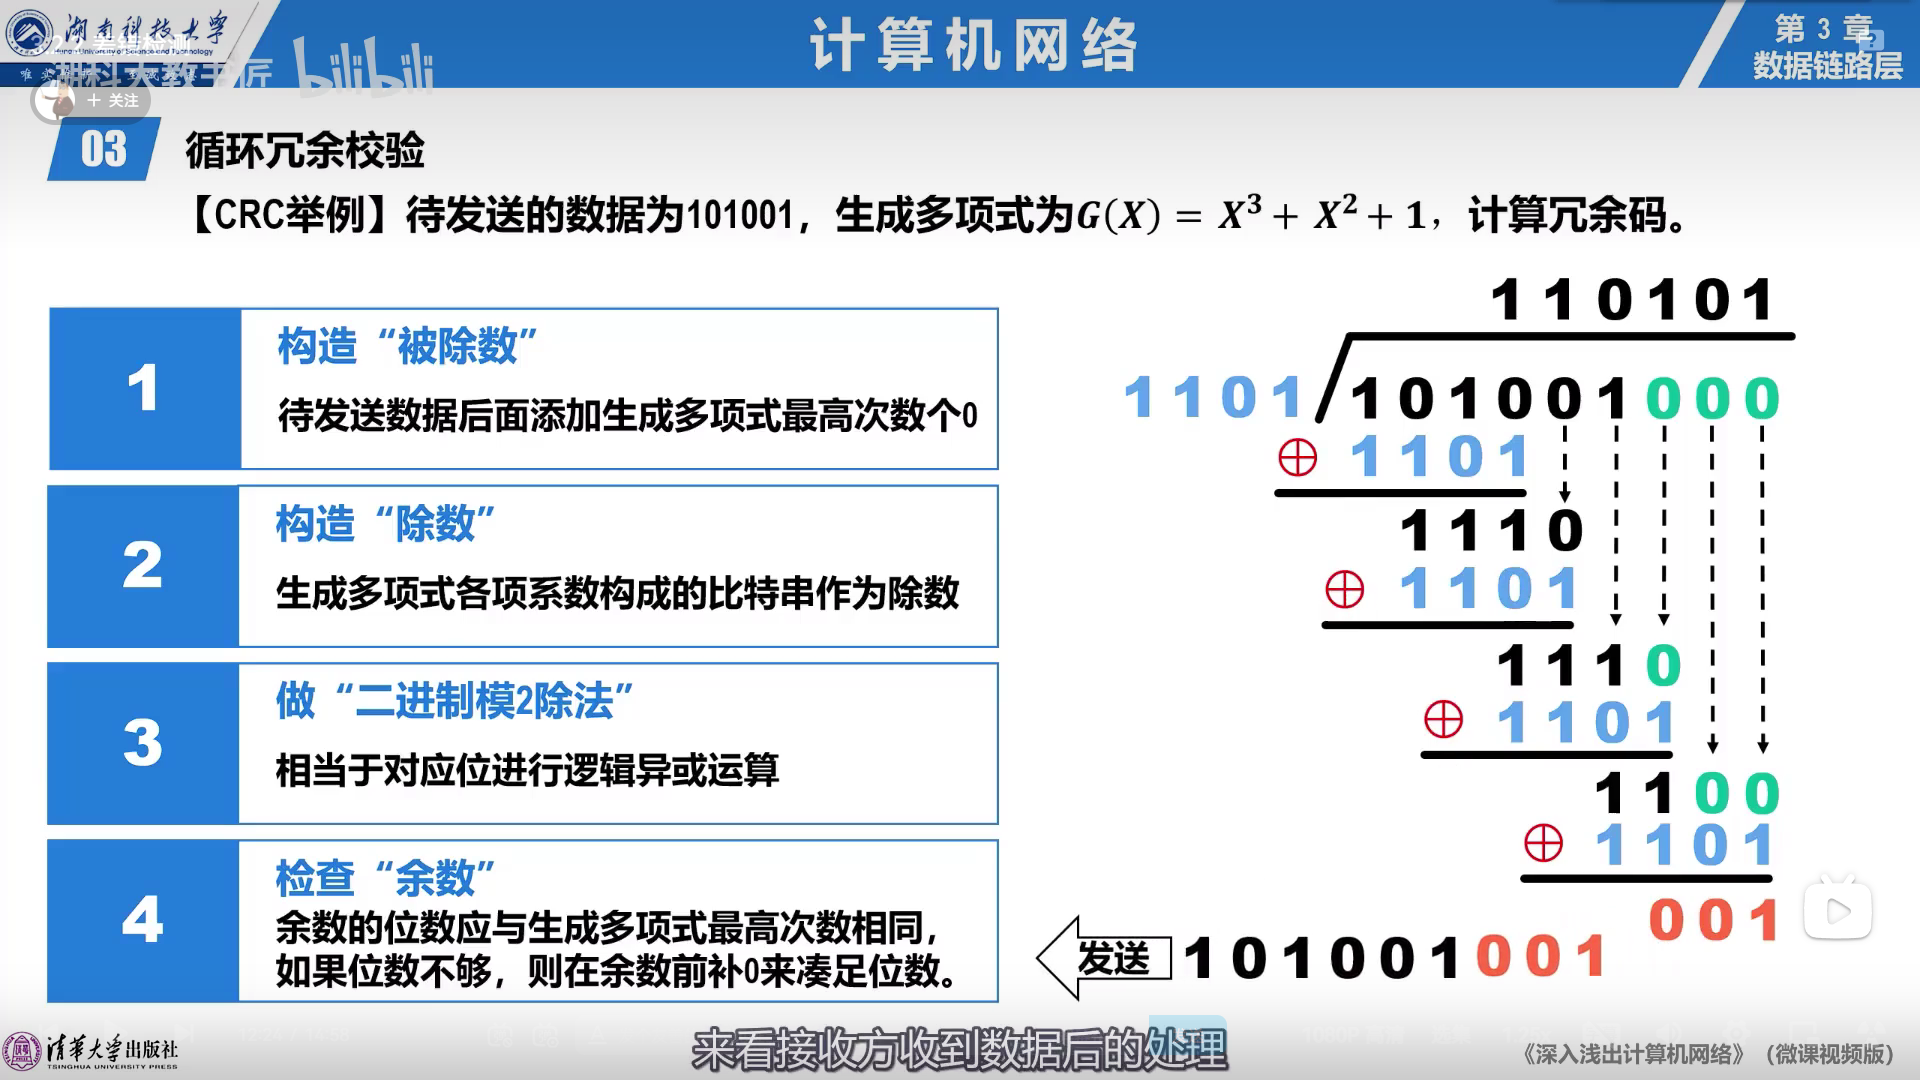 湖南科技大学
Hunan University of Science and Technology
计算机网络
第 3 章
数据链路层
湖科大教书匠
bilibili
+ 关注
03
循环冗余校验
【CRC举例】待发送的数据为101001，生成多项式为G(X) = X³ + X² + 1，计算冗余码。
1
构造“被除数”
待发送数据后面添加生成多项式最高次数个0
2
构造“除数”
生成多项式各项系数构成的比特串作为除数
3
做“二进制模2除法”
相当于对应位进行逻辑异或运算
4
检查“余数”
余数的位数应与生成多项式最高次数相同，
如果位数不够，则在余数前补0来凑足位数。
110101
1101 101001000
⊕ 1101
1110
⊕ 1101
1110
⊕ 1101
1100
⊕ 1101
001
发送 101001001
来看接收方收到数据后的处理
清华大学出版社
TSINGHUA UNIVERSITY PRESS
《深入浅出计算机网络》（微课视频版）